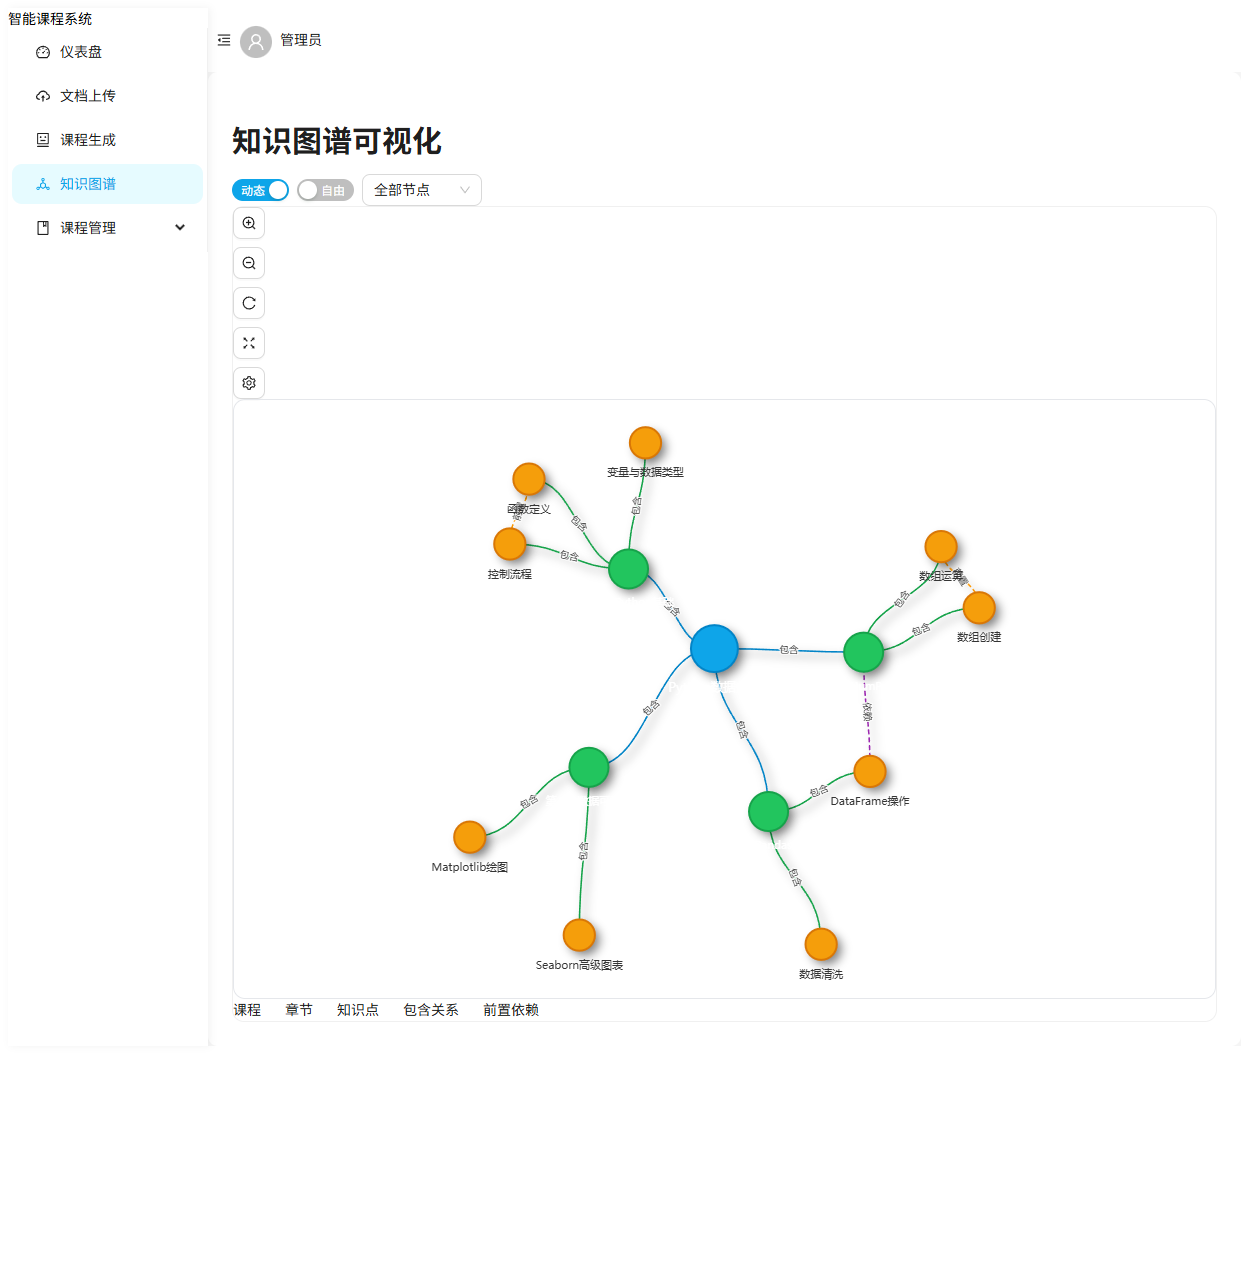 智能课程系统
仪表盘
文档上传
课程生成
知识图谱
课程管理
管理员
知识图谱可视化
动态
自由
全部节点
变量与数据类型
包含
函数定义
包含
控制流程
包含
包含
数组运算
包含
数组创建
包含
包含
依赖
包含
包含
DataFrame操作
包含
包含
Matplotlib绘图
包含
包含
Seaborn高级图表
数据清洗
课程
章节
知识点
包含关系
前置依赖